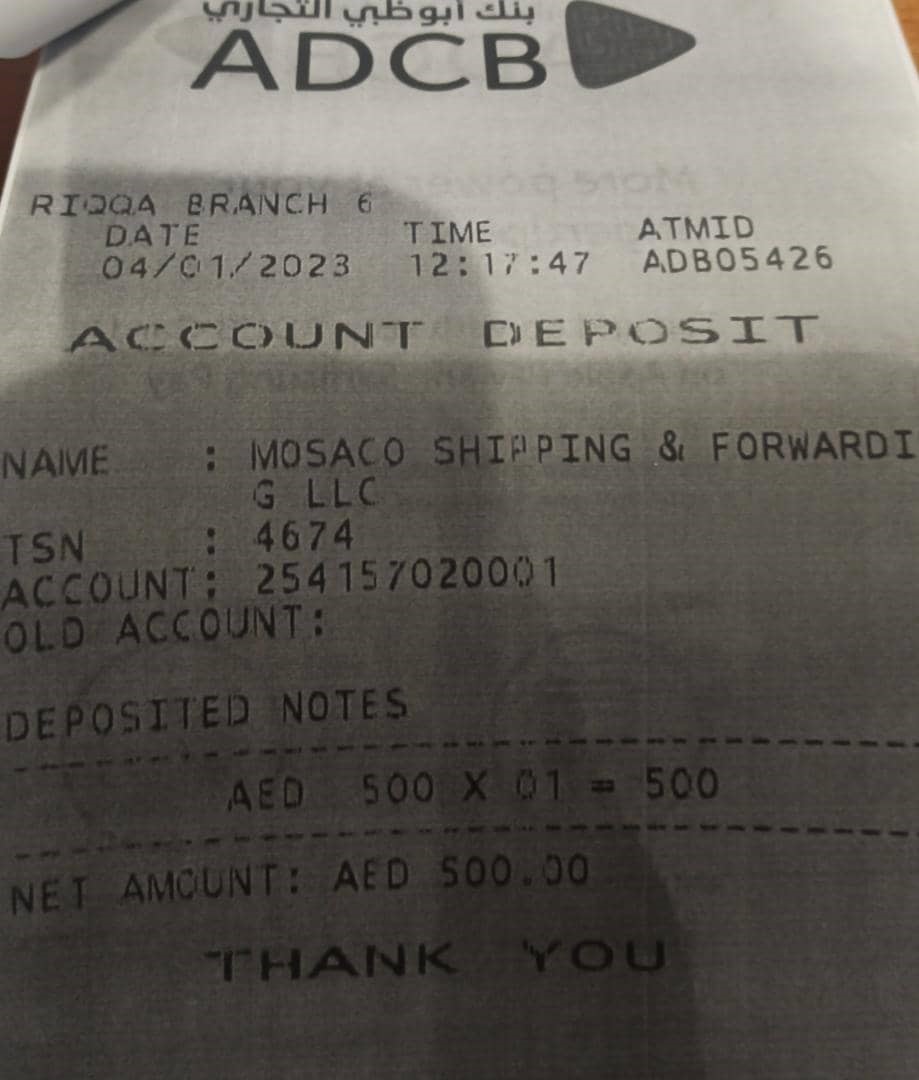 بنك أبوظبي التجاري
ADCB
RIQQA BRANCH 6
DATE TIME ATMID
04/01/2023 12:17:47 ADB05426
ACCOUNT DEPOSIT
NAME : MOSACO SHIPPING & FORWARDI
G LLC
TSN : 4674
ACCOUNT: 254157020001
OLD ACCOUNT:
DEPOSITED NOTES
AED 500 X 01 = 500
NET AMOUNT: AED 500.00
THANK YOU